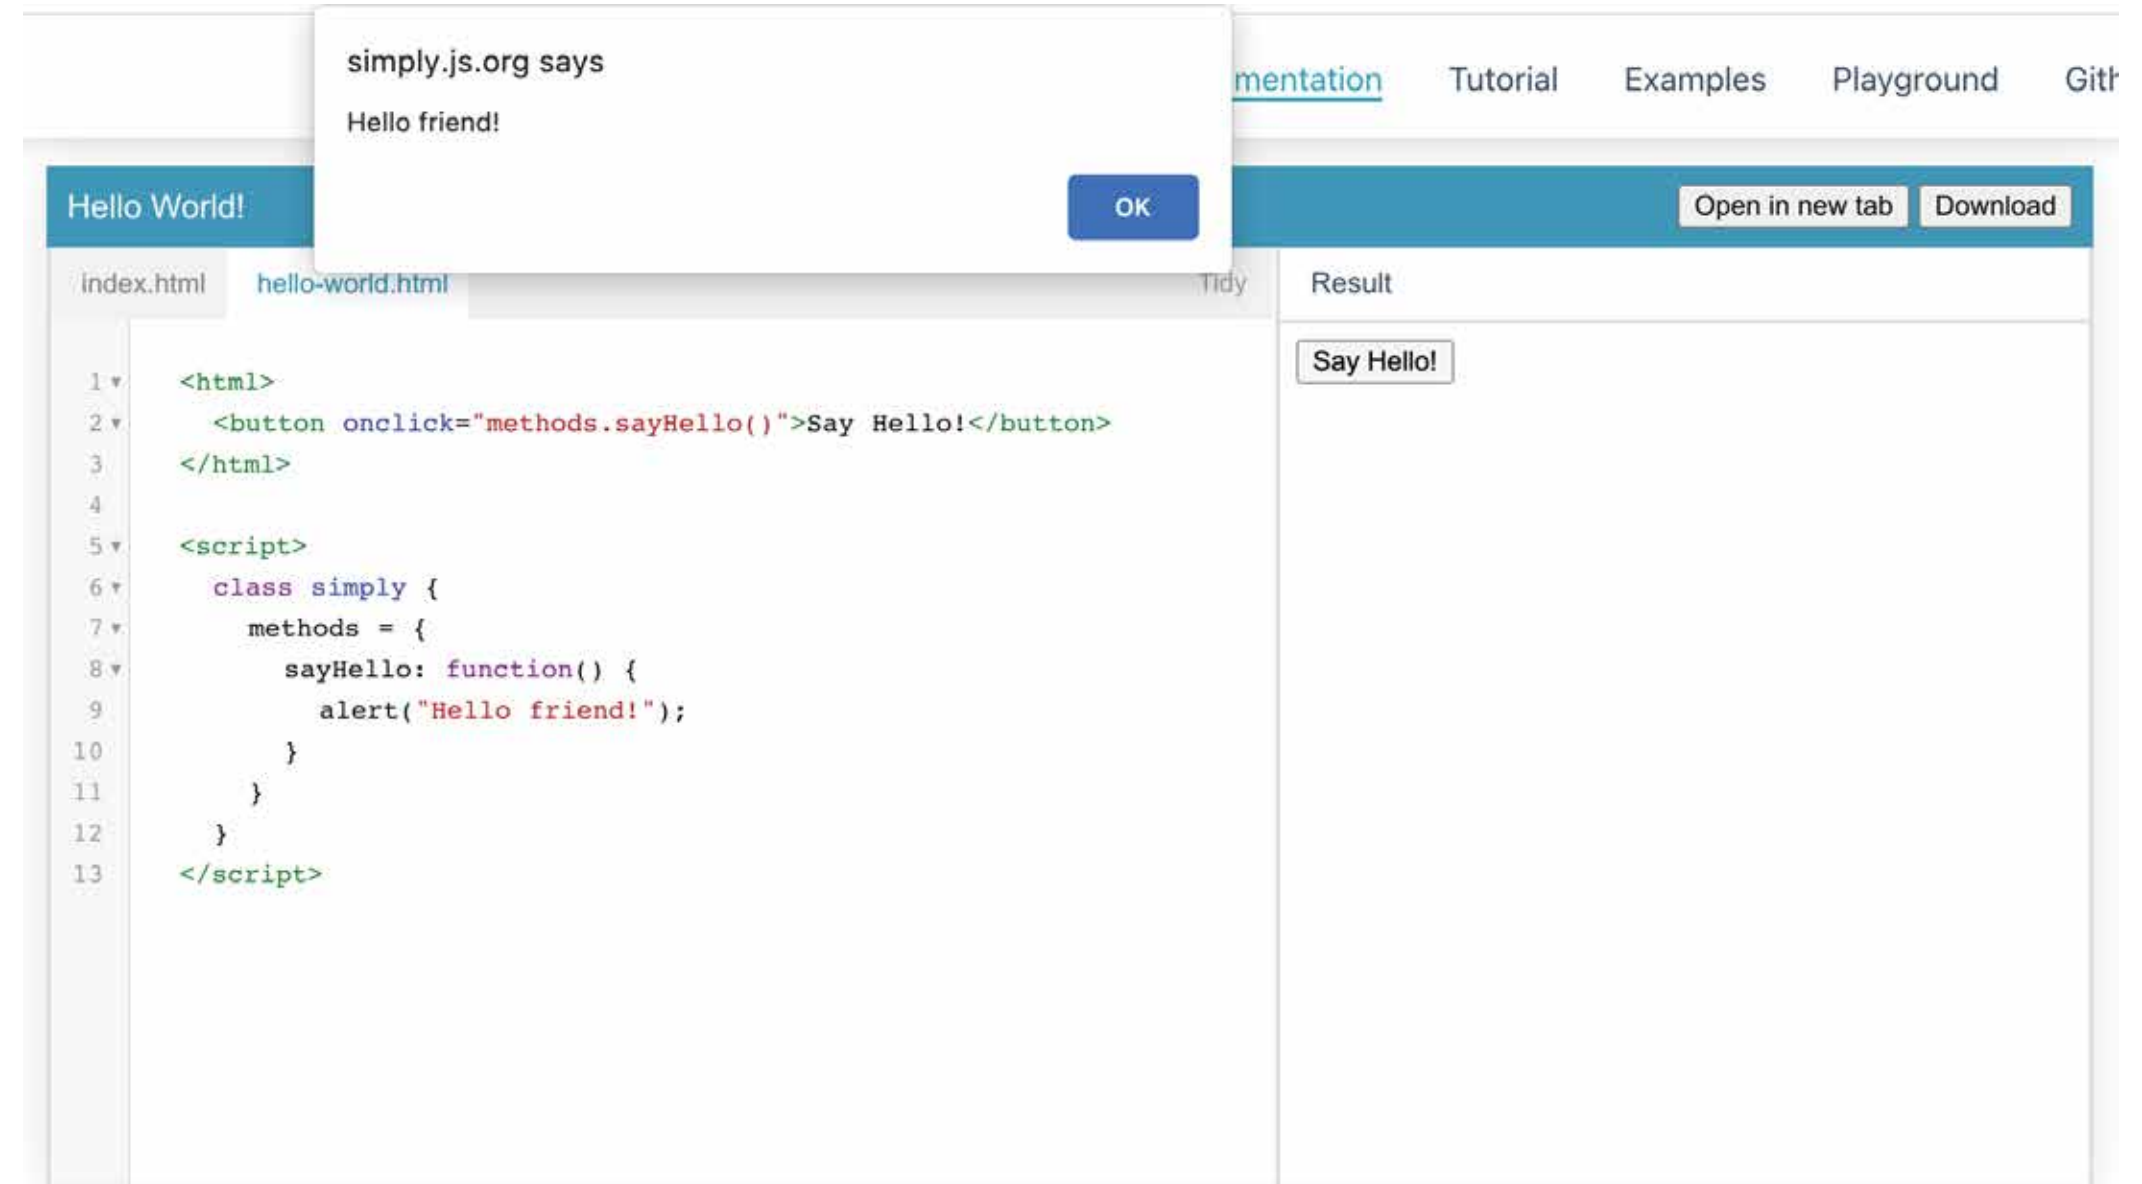 simply.js.org says
Hello friend!
OK
mentation Tutorial Examples Playground Gith
Hello World! Open in new tab Download
index.html hello-world.html Tidy Result
Say Hello!
1 <html>
2 <button onclick="methods.sayHello()">Say Hello!</button>
3 </html>
4
5 <script>
6 class simply {
7 methods = {
8 sayHello: function() {
9 alert("Hello friend!");
10 }
11 }
12 }
13 </script>